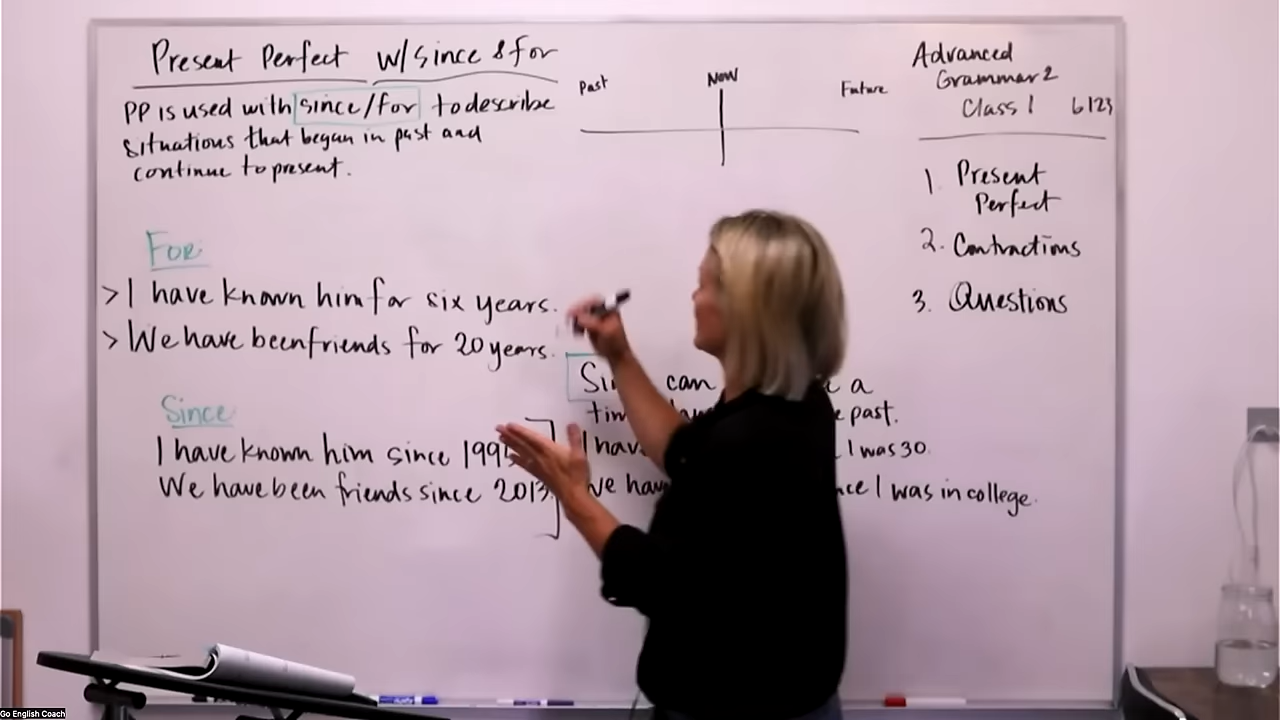 Present Perfect w/since & for
PP is used with since/for to describe
situations that began in past and
continue to present.
For
> I have known him for six years.
> We have been friends for 20 years.
Since
I have known him since
We have been friends since 2013
Past
Now
Future
can a
past.
I was 30.
I was in college.
Advanced
Grammar 2
Class 1 6123
1. Present
Perfect
2. Contractions
3. Questions
Go English Coach